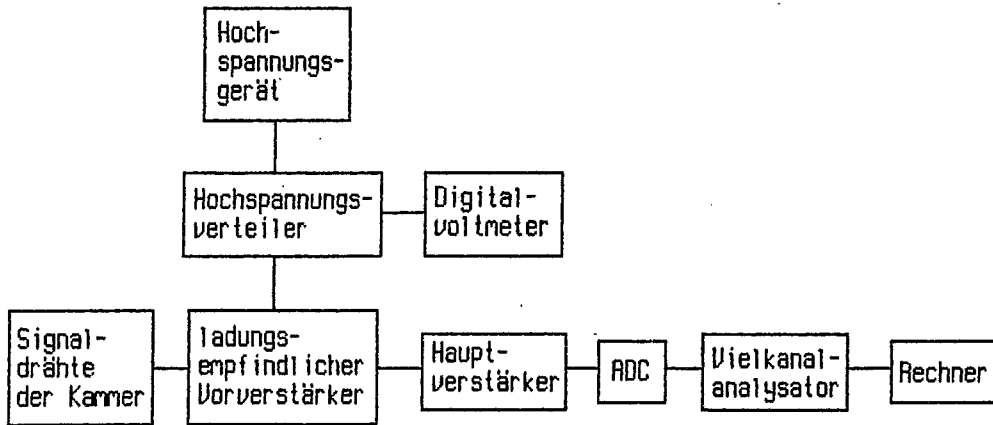 Hoch-
spannungs-
gerät
Hochspannungs-
verteiler
Digital-
voltmeter
Signal-
drähte
der Kammer
ladungs-
empfindlicher
Vorverstärker
Haupt-
verstärker
ADC
Vielkanal-
analysator
Rechner